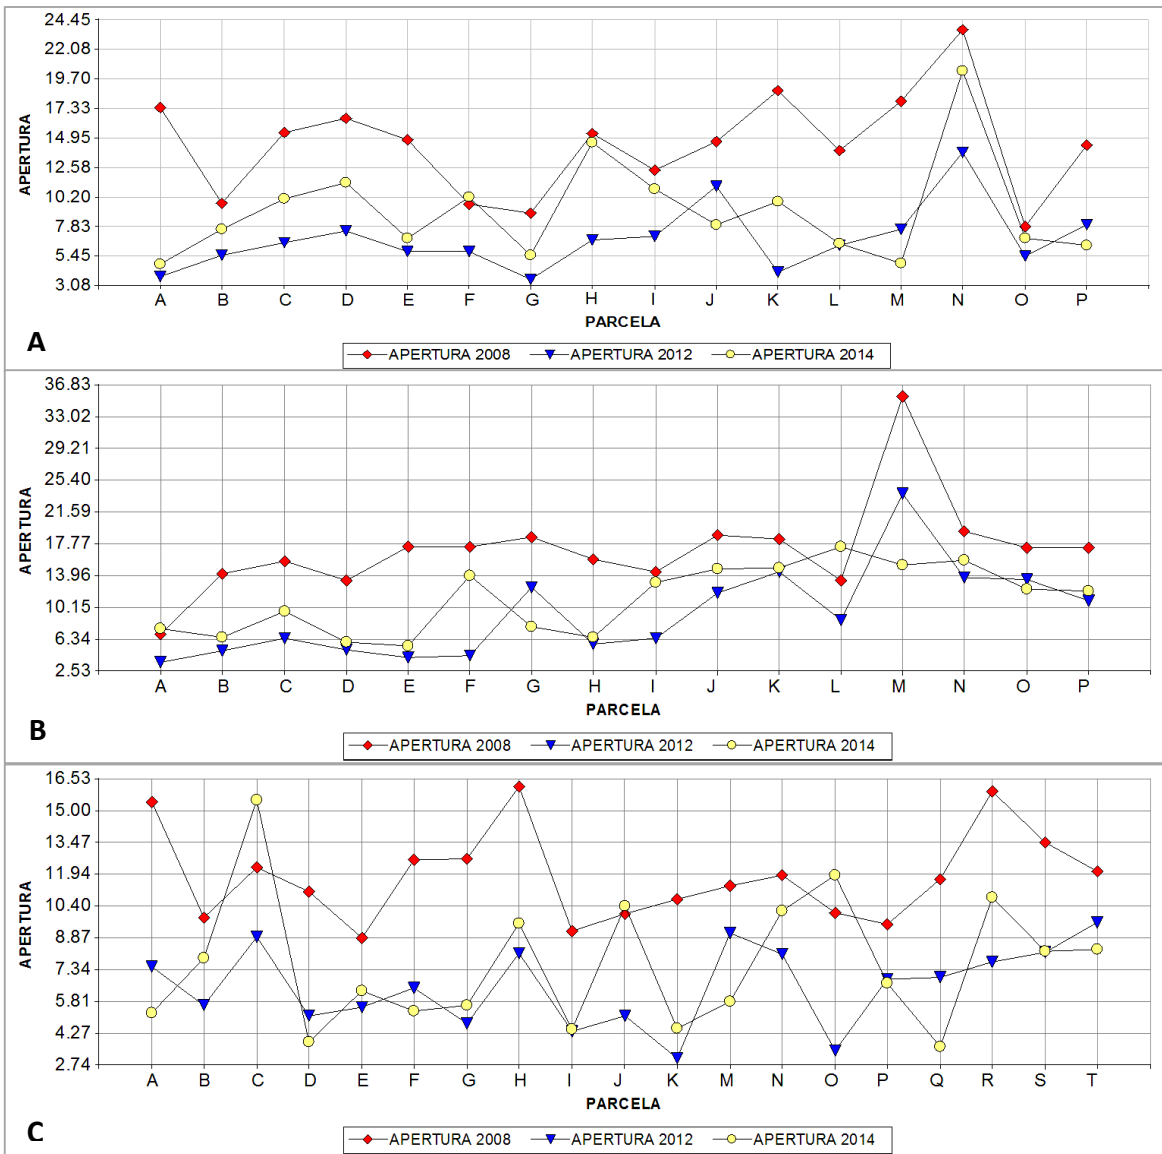 24.45
22.08
19.70
17.33
14.95
12.58
10.20
7.83
5.45
3.08
APERTURA
A B C D E F G H I J K L M N O P
PARCELA
A
APERTURA 2008 APERTURA 2012 APERTURA 2014
36.83
33.02
29.21
25.40
21.59
17.77
13.96
10.15
6.34
2.53
APERTURA
A B C D E F G H I J K L M N O P
PARCELA
B
APERTURA 2008 APERTURA 2012 APERTURA 2014
16.53
15.00
13.47
11.94
10.40
8.87
7.34
5.81
4.27
2.74
APERTURA
A B C D E F G H I J K M N O P Q R S T
PARCELA
C
APERTURA 2008 APERTURA 2012 APERTURA 2014